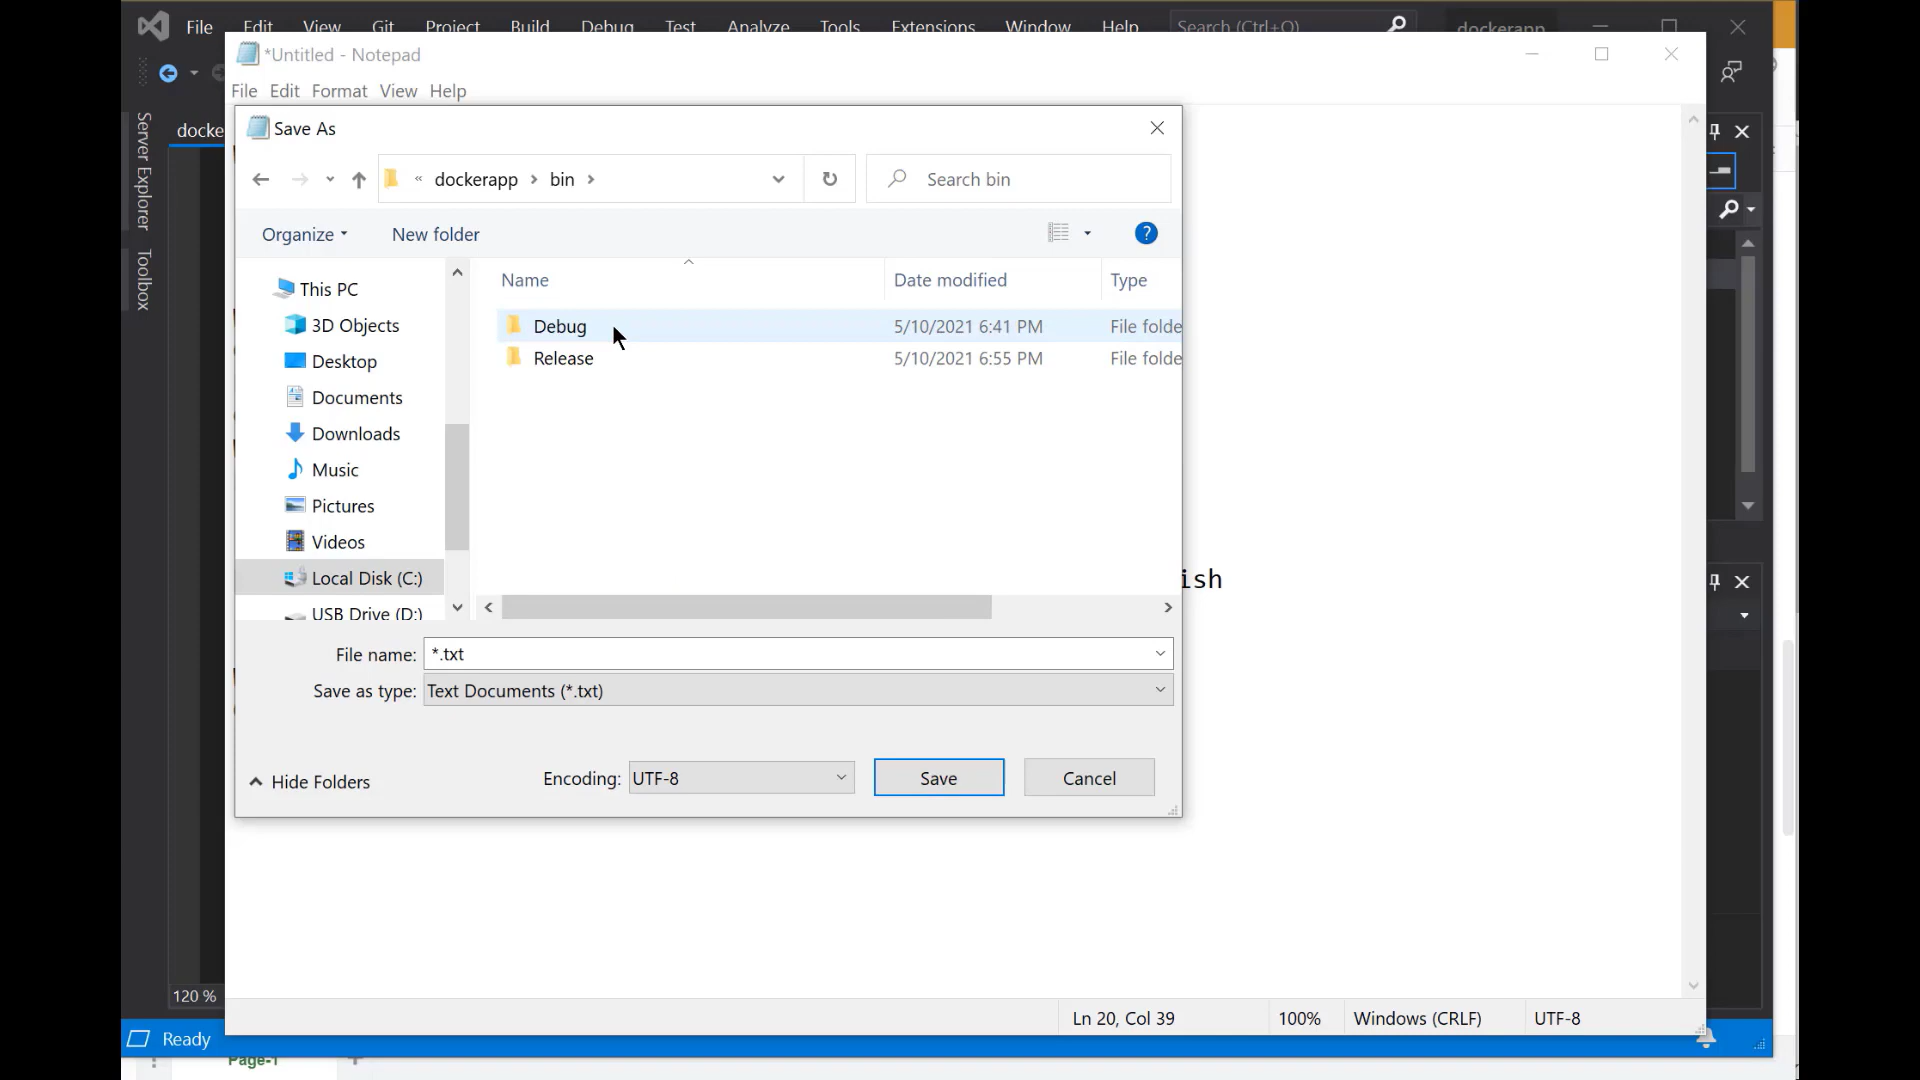 File Edit View Git Project Build Debug Test Analyze Tools Extensions Window Help Search (Ctrl+Q) dockerapp
*Untitled - Notepad
File Edit Format View Help
Server Explorer
Toolbox
docke
Save As
« dockerapp > bin > Search bin
Organize New folder
Name Date modified Type
This PC
3D Objects
Desktop
Documents
Downloads
Music
Pictures
Videos
Local Disk (C:)
USB Drive (D:)
Debug 5/10/2021 6:41 PM File folde
Release 5/10/2021 6:55 PM File folde
ish
File name: *.txt
Save as type: Text Documents (*.txt)
Hide Folders Encoding: UTF-8 Save Cancel
120 %
Ln 20, Col 39 100% Windows (CRLF) UTF-8
Ready
Page-1